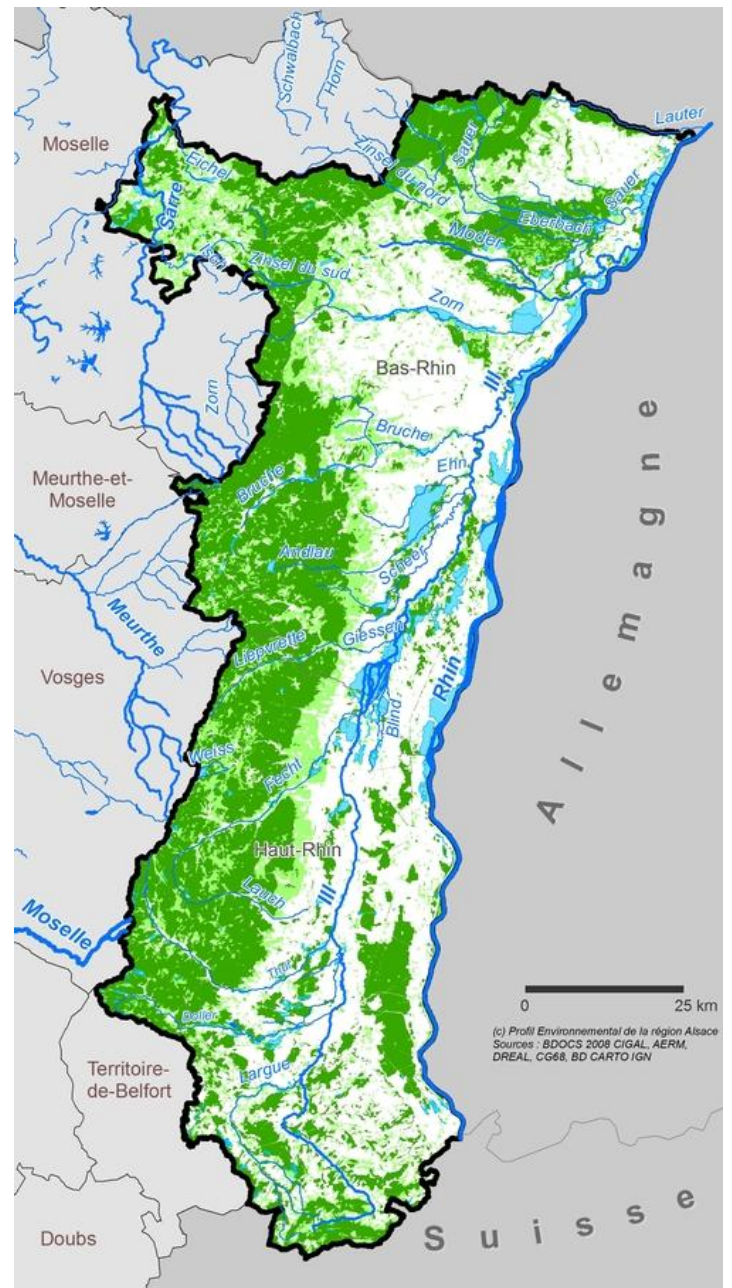 Schwalbach
Horn
Lauter
Moselle
Sauer
Zinsel du nord
Eichel
Sauer
Sarre
Eberbach
Moder
Isch
Zinsel du sud
Zorn
Bas-Rhin
Ill
Zorn
Bruche
Ehn
Meurthe-et-
Moselle
Bruche
Andlau
Scheer
Meurthe
Giessen
Liepvrette
Vosges
Rhin
Blind
Weiss
Fecht
Allemagne
Haut-Rhin
Lauch
Ill
Moselle
Thur
Doller
0 25 km
(c) Profil Environnemental de la région Alsace
Sources : BDOCS 2008 CIGAL, AERM,
DREAL, CG68, BD CARTO IGN
Territoire-
de-Belfort
Largue
Doubs
Suisse